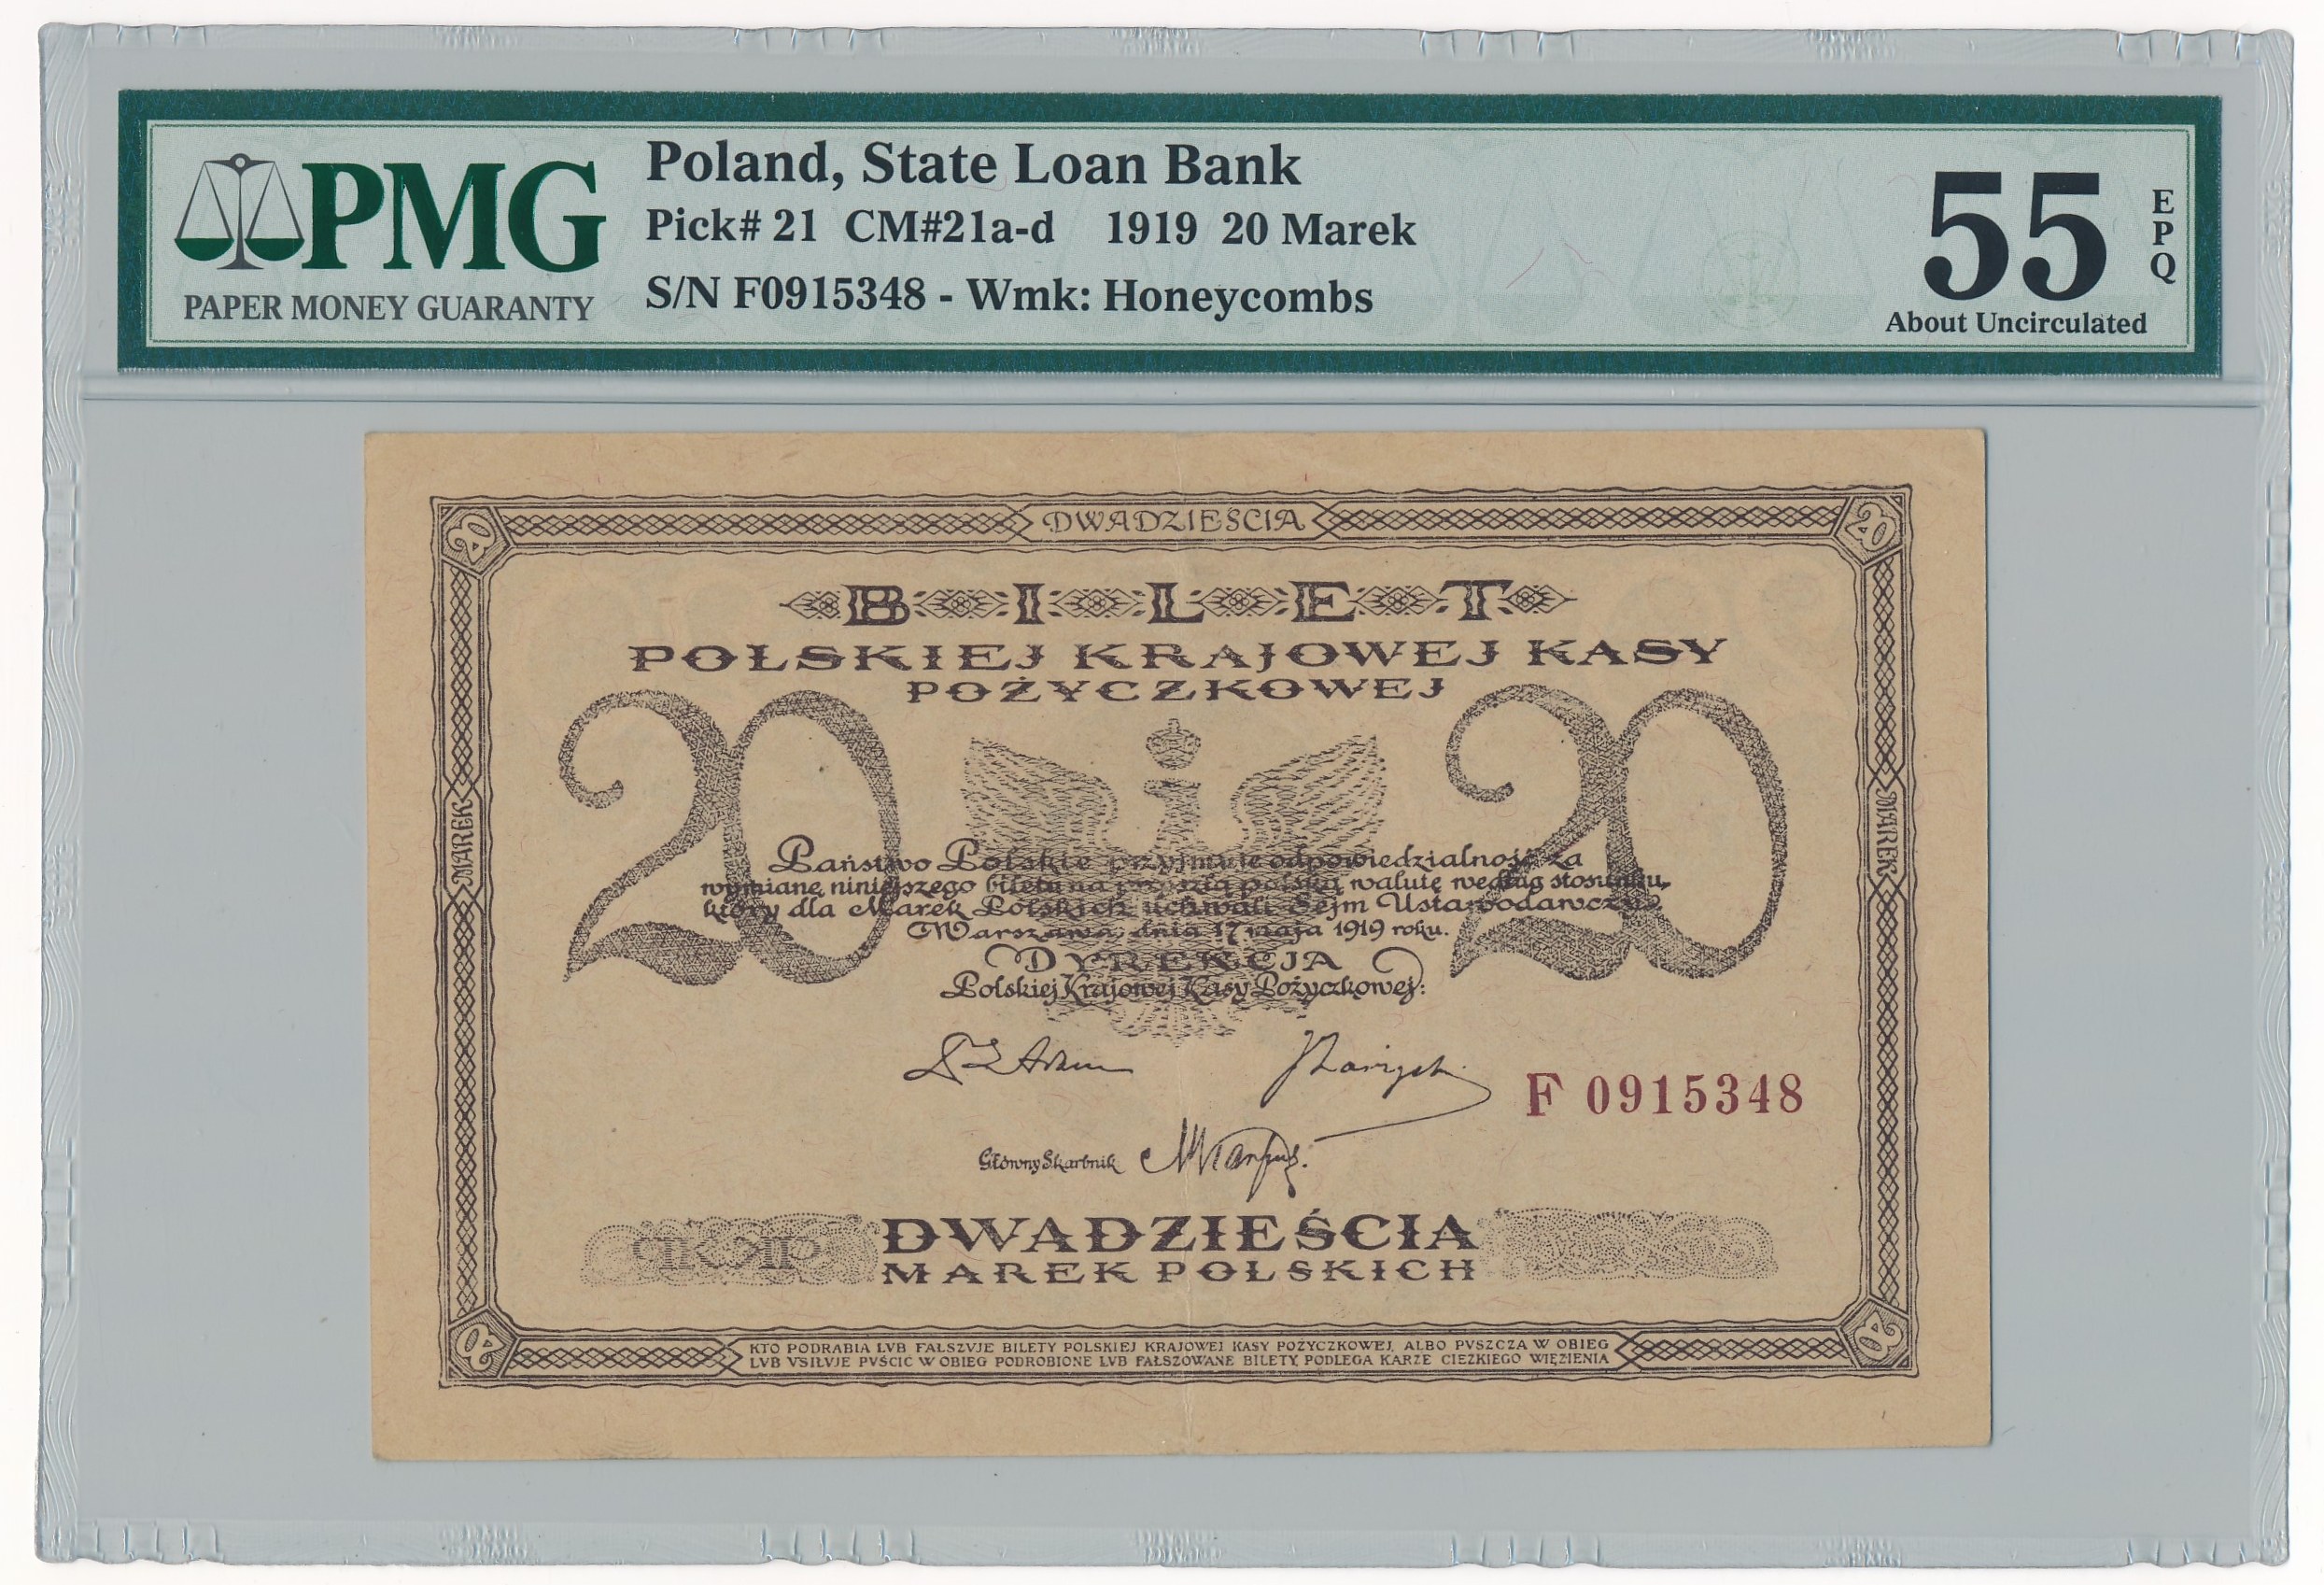 PMG
PAPER MONEY GUARANTY
Poland, State Loan Bank
Pick# 21 CM#21a-d 1919 20 Marek
S/N F0915348 - Wmk: Honeycombs
55
EPQ
About Uncirculated
20
DWADZIEŚCIA
20
BILET
POLSKIEJ KRAJOWEJ KASY
POŻYCZKOWEJ
20 20
MAREK
MAREK
Państwo Polskie przyjmuje odpowiedzialność za
wymianę niniejszego biletu na przyszłą polską walutę według stosunku,
który dla Marek Polskich uchwali Sejm Ustawodawczy.
Warszawa, dnia 17 maja 1919 roku.
DYREKCJA
Polskiej Krajowej Kasy Pożyczkowej:
F 0915348
Główny Skarbnik
DWADZIEŚCIA
MAREK POLSKICH
20
KTO PODRABIA LVB FAŁSZVJE BILETY POLSKIEJ KRAJOWEJ KASY POŻYCZKOWEJ, ALBO PVSZCZA W OBIEG
LVB VSIŁVJE PVŚCIĆ W OBIEG PODROBIONE LVB FAŁSZOWANE BILETY, PODLEGA KARZE CIĘŻKIEGO WIĘZIENIA
20